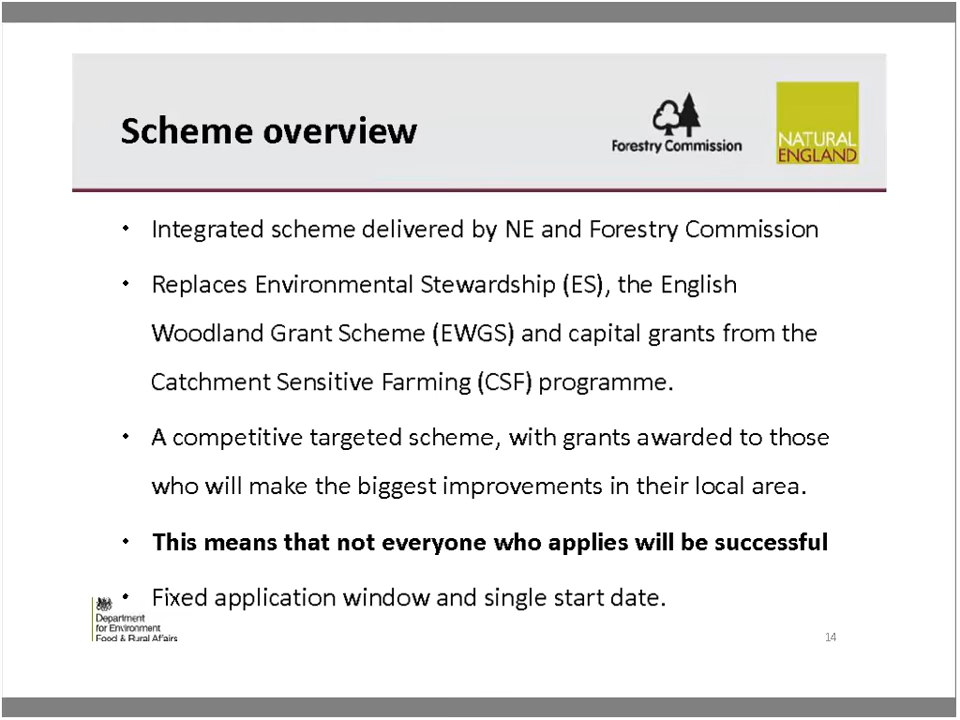 Scheme overview
Forestry Commission
NATURAL
ENGLAND
• Integrated scheme delivered by NE and Forestry Commission
• Replaces Environmental Stewardship (ES), the English
Woodland Grant Scheme (EWGS) and capital grants from the
Catchment Sensitive Farming (CSF) programme.
• A competitive targeted scheme, with grants awarded to those
who will make the biggest improvements in their local area.
• This means that not everyone who applies will be successful
• Fixed application window and single start date.
Department
for Environment
Food & Rural Affairs
14